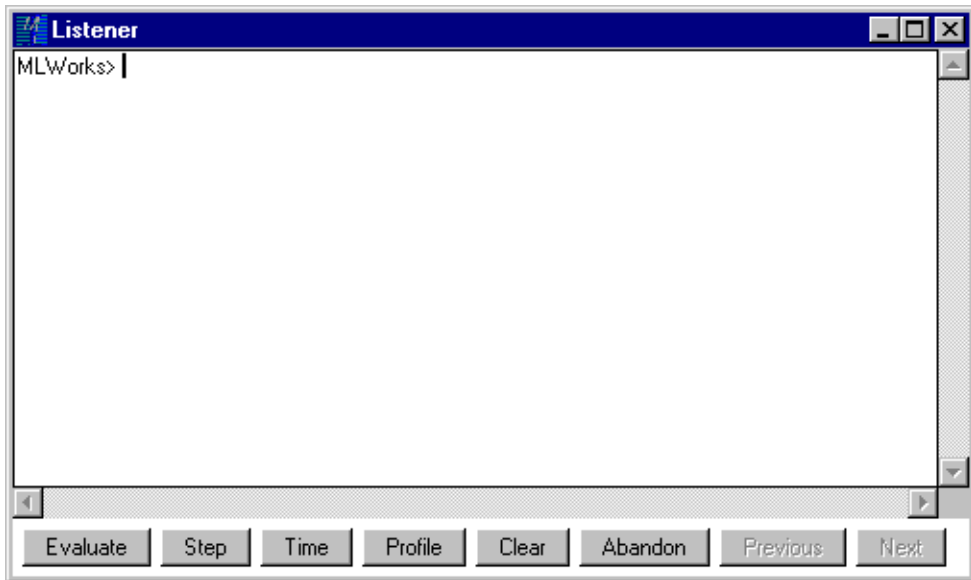 Listener
MLWorks>
Evaluate Step Time Profile Clear Abandon Previous Next